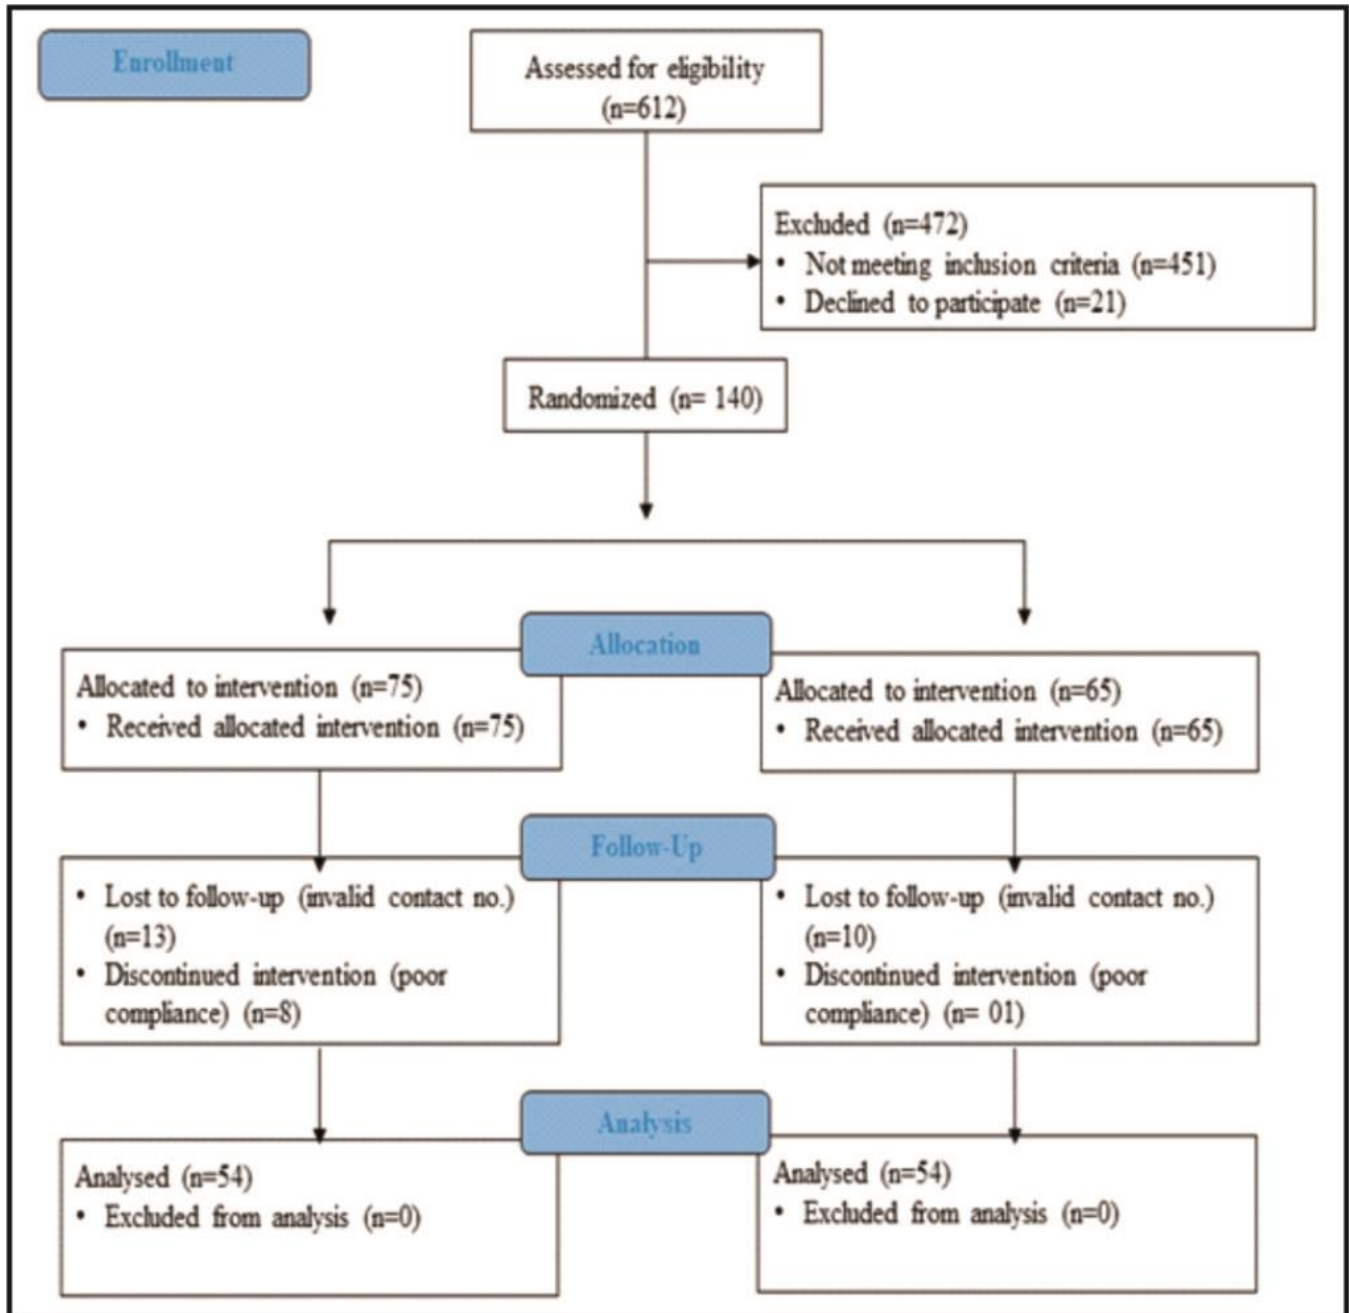 Enrollment
Assessed for eligibility
(n=612)
Excluded (n=472)
• Not meeting inclusion criteria (n=451)
• Declined to participate (n=21)
Randomized (n= 140)
Allocation
Allocated to intervention (n=75)
• Received allocated intervention (n=75)
Allocated to intervention (n=65)
• Received allocated intervention (n=65)
Follow-Up
• Lost to follow-up (invalid contact no.)
(n=13)
• Discontinued intervention (poor
compliance) (n=8)
• Lost to follow-up (invalid contact no.)
(n=10)
• Discontinued intervention (poor
compliance) (n= 01)
Analysis
Analysed (n=54)
• Excluded from analysis (n=0)
Analysed (n=54)
• Excluded from analysis (n=0)